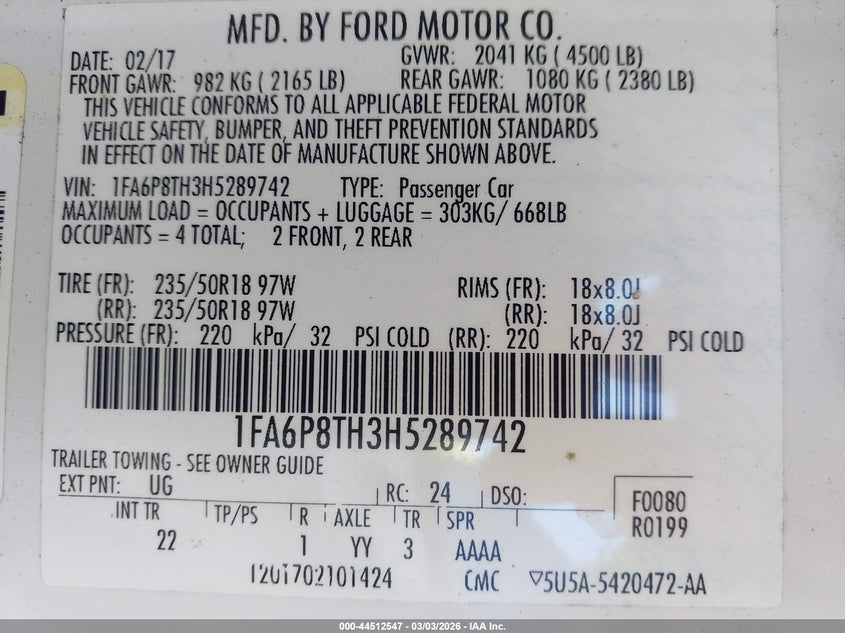 MFD. BY FORD MOTOR CO.
DATE: 02/17 GVWR: 2041 KG ( 4500 LB)
FRONT GAWR: 982 KG ( 2165 LB) REAR GAWR: 1080 KG ( 2380 LB)
THIS VEHICLE CONFORMS TO ALL APPLICABLE FEDERAL MOTOR
VEHICLE SAFETY, BUMPER, AND THEFT PREVENTION STANDARDS
IN EFFECT ON THE DATE OF MANUFACTURE SHOWN ABOVE.
VIN: 1FA6P8TH3H5289742 TYPE: Passenger Car
MAXIMUM LOAD = OCCUPANTS + LUGGAGE = 303KG/ 668LB
OCCUPANTS = 4 TOTAL; 2 FRONT, 2 REAR
TIRE (FR): 235/50R18 97W RIMS (FR): 18x8.0J
(RR): 235/50R18 97W (RR): 18x8.0J
PRESSURE (FR): 220 kPa/ 32 PSI COLD (RR): 220 kPa/ 32 PSI COLD
1FA6P8TH3H5289742
TRAILER TOWING - SEE OWNER GUIDE
EXT PNT: UG RC: 24 DSO: F0080
R0199
INT TR TP/PS R AXLE TR SPR
22 1 YY 3 AAAA
1201702101424 CMC ▽5U5A-5420472-AA
000-44512547 - 03/03/2026 - IAA Inc.